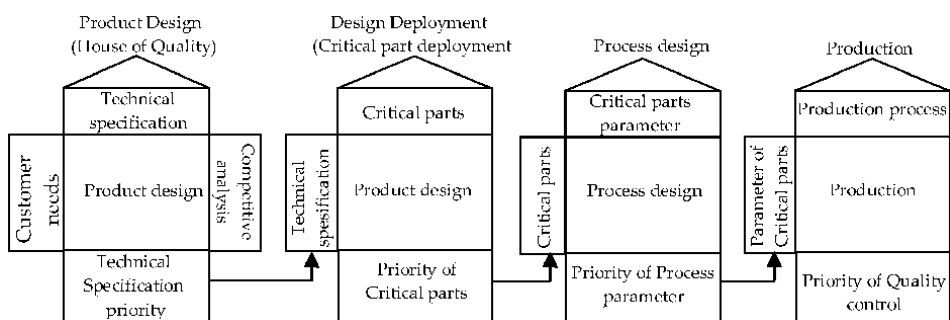 Product Design
(House of Quality)
Technical
specification
Customer
needs
Product design
Competitive
analysis
Technical
Specification
priority
Design Deployment
(Critical part deployment
Critical parts
Technical
spesification
Product design
Priority of
Critical parts
Process design
Critical parts
parameter
Critical parts
Process design
Priority of Process
parameter
Production
Production process
Parameter of
Critical parts
Production
Priority of Quality
control